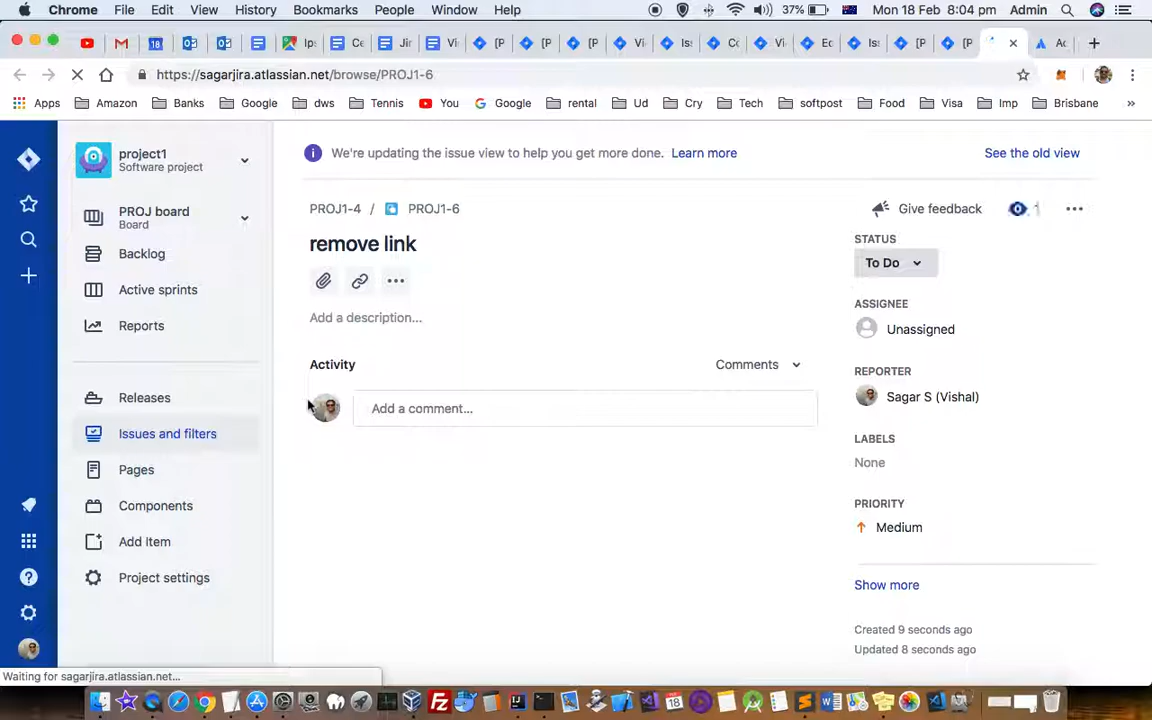 Chrome File Edit View History Bookmarks People Window Help 37% Mon 18 Feb 8:04 pm Admin
https://sagarjira.atlassian.net/browse/PROJ1-6
Apps Amazon Banks Google dws Tennis You Google rental Ud Cry Tech softpost Food Visa Imp Brisbane »
project1
Software project
We're updating the issue view to help you get more done. Learn more
See the old view
PROJ board
Board
PROJ1-4 / PROJ1-6
Give feedback
1
remove link
STATUS
To Do
Backlog
Active sprints
Reports
Add a description...
ASSIGNEE
Unassigned
Activity
Comments
REPORTER
Sagar S (Vishal)
Releases
Add a comment...
Issues and filters
LABELS
None
Pages
Components
PRIORITY
Medium
Add Item
Project settings
Show more
Created 9 seconds ago
Updated 8 seconds ago
Waiting for sagarjira.atlassian.net...